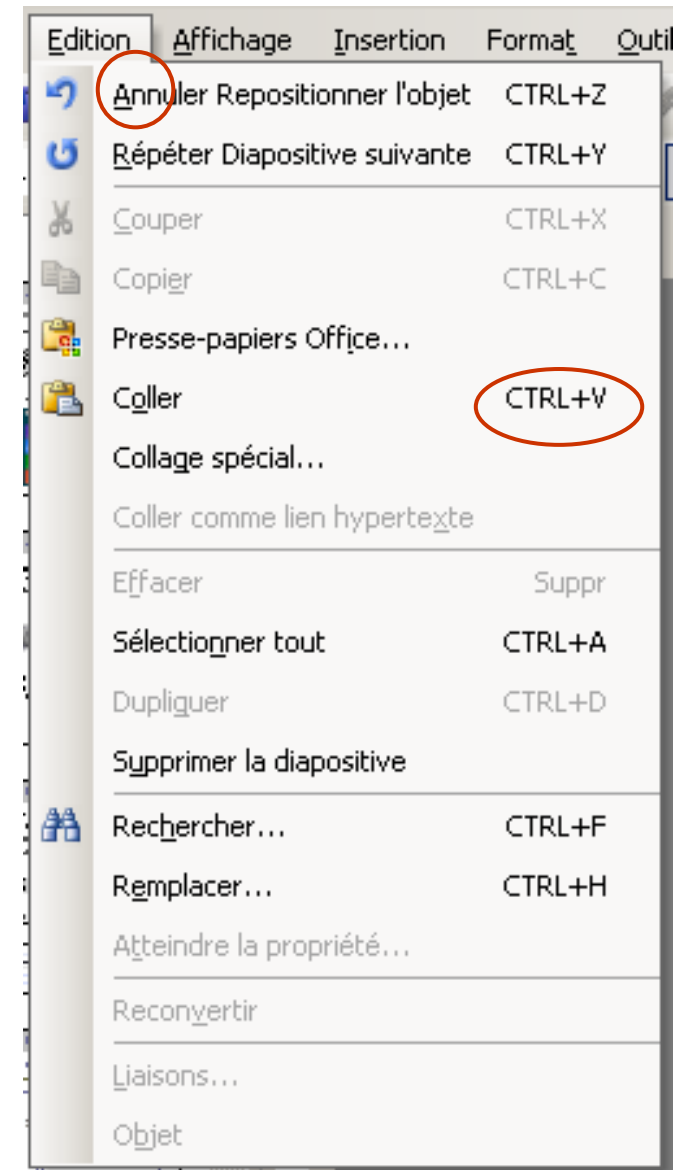 Edition Affichage Insertion Format Outil
Annuler Repositionner l'objet CTRL+Z
Répéter Diapositive suivante CTRL+Y
Couper CTRL+X
Copier CTRL+C
Presse-papiers Office...
Coller CTRL+V
Collage spécial...
Coller comme lien hypertexte
Effacer Suppr
Sélectionner tout CTRL+A
Dupliquer CTRL+D
Supprimer la diapositive
Rechercher... CTRL+F
Remplacer... CTRL+H
Atteindre la propriété...
Reconvertir
Liaisons...
Objet